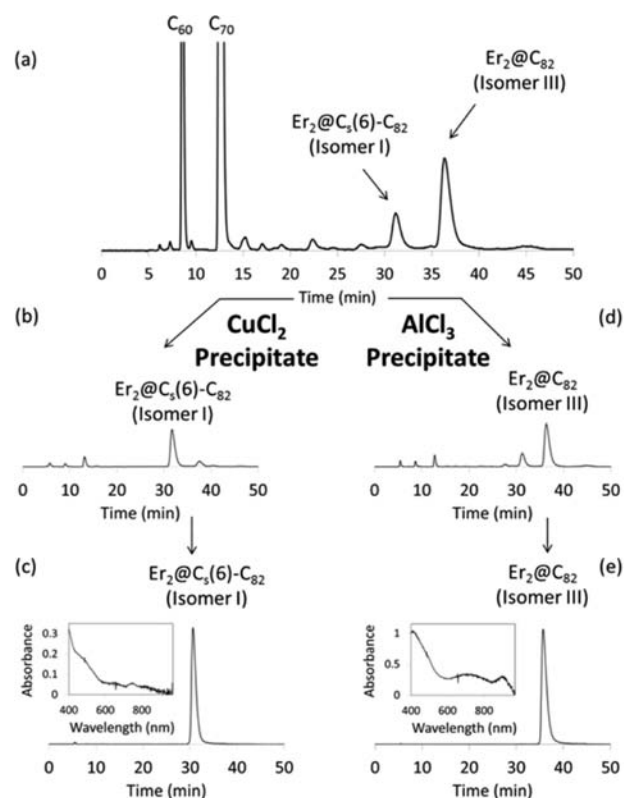 (a)
C₆₀
C₇₀
Er₂@C₈₂
(Isomer III)
Er₂@Cₛ(6)-C₈₂
(Isomer I)
0 5 10 15 20 25 30 35 40 45 50
Time (min)
(b)
CuCl₂
Precipitate
AlCl₃
Precipitate
(d)
Er₂@Cₛ(6)-C₈₂
(Isomer I)
0 10 20 30 40 50
Time (min)
Er₂@C₈₂
(Isomer III)
0 10 20 30 40 50
Time (min)
(c)
Er₂@Cₛ(6)-C₈₂
(Isomer I)
Absorbance
0.3
0.2
0.1
0
400 600 800
Wavelength (nm)
0 10 20 30 40 50
Time (min)
Er₂@C₈₂
(Isomer III)
(e)
Absorbance
1
0.5
0
400 600 800
Wavelength (nm)
0 10 20 30 40 50
Time (min)